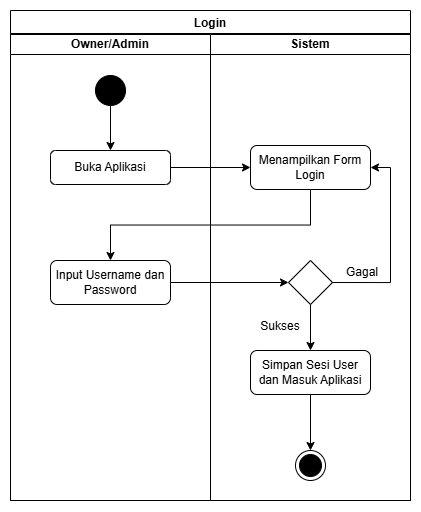 Login
Owner/Admin
Sistem
Buka Aplikasi
Menampilkan Form
Login
Input Username dan
Password
Gagal
Sukses
Simpan Sesi User
dan Masuk Aplikasi